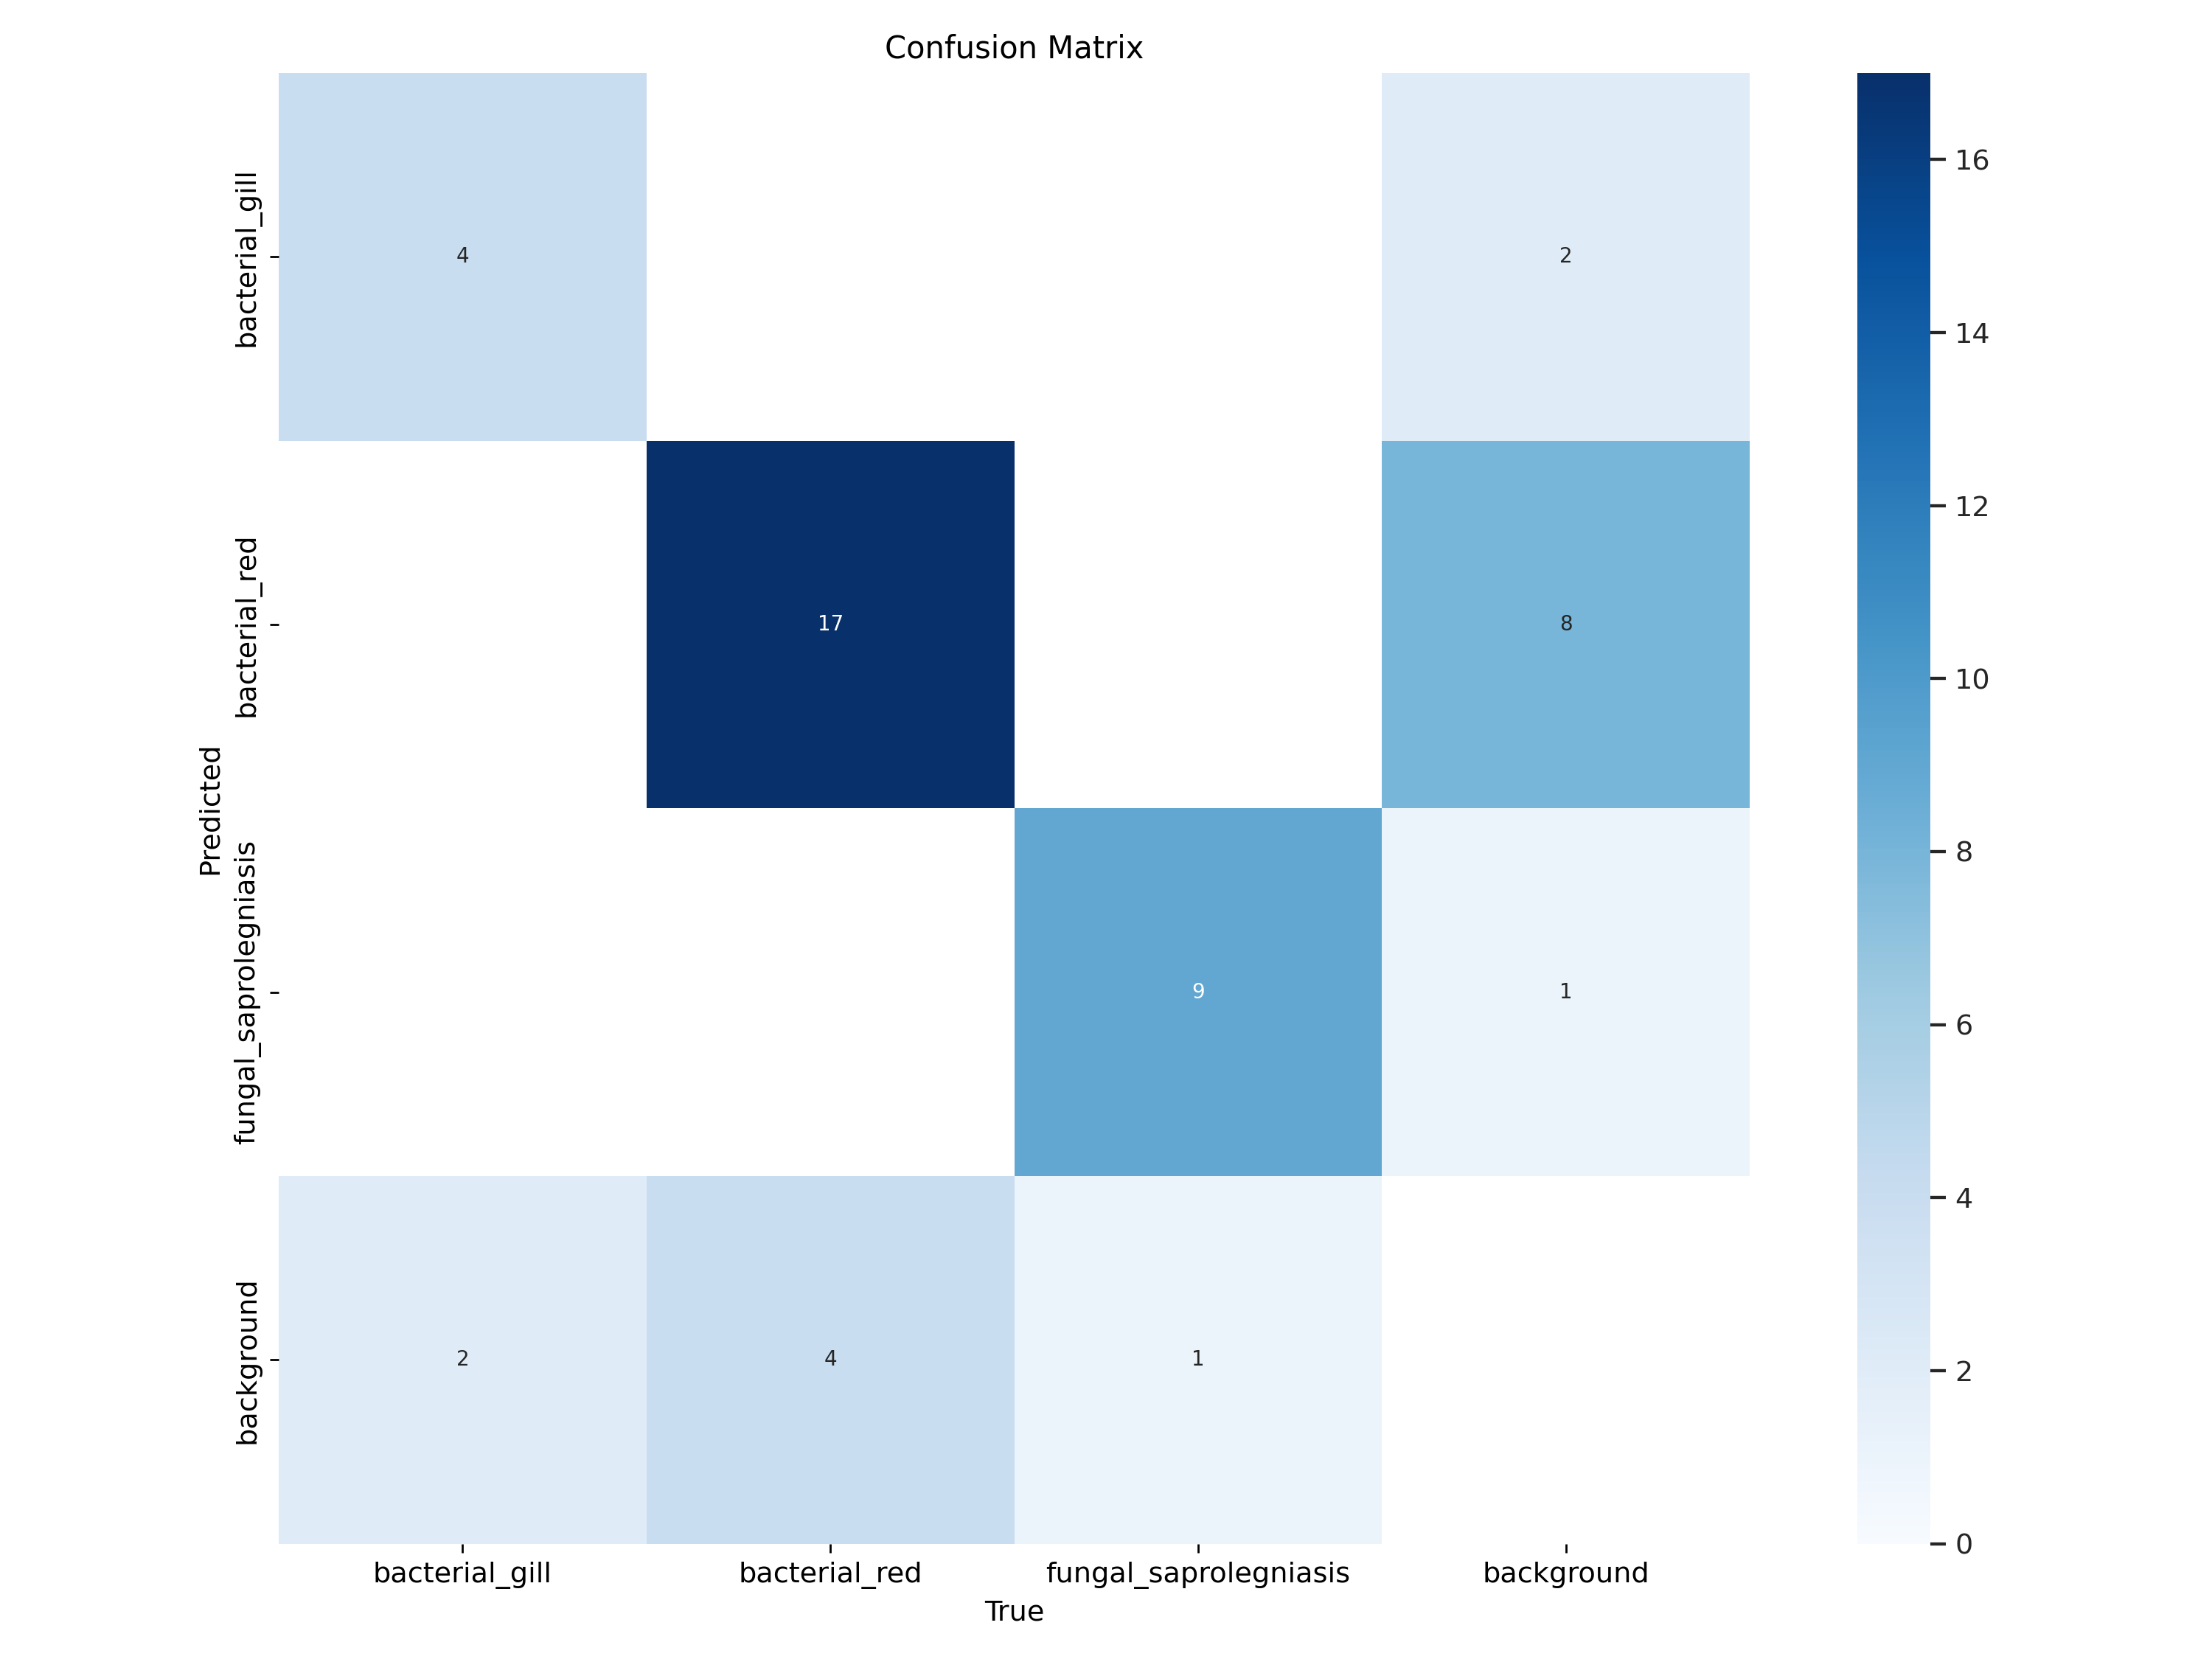 Confusion Matrix
bacterial_gill
4
2
16
14
bacterial_red
17
8
12
10
Predicted
8
fungal_saprolegniasis
9
1
6
4
background
2
4
1
2
0
bacterial_gill bacterial_red fungal_saprolegniasis background
True